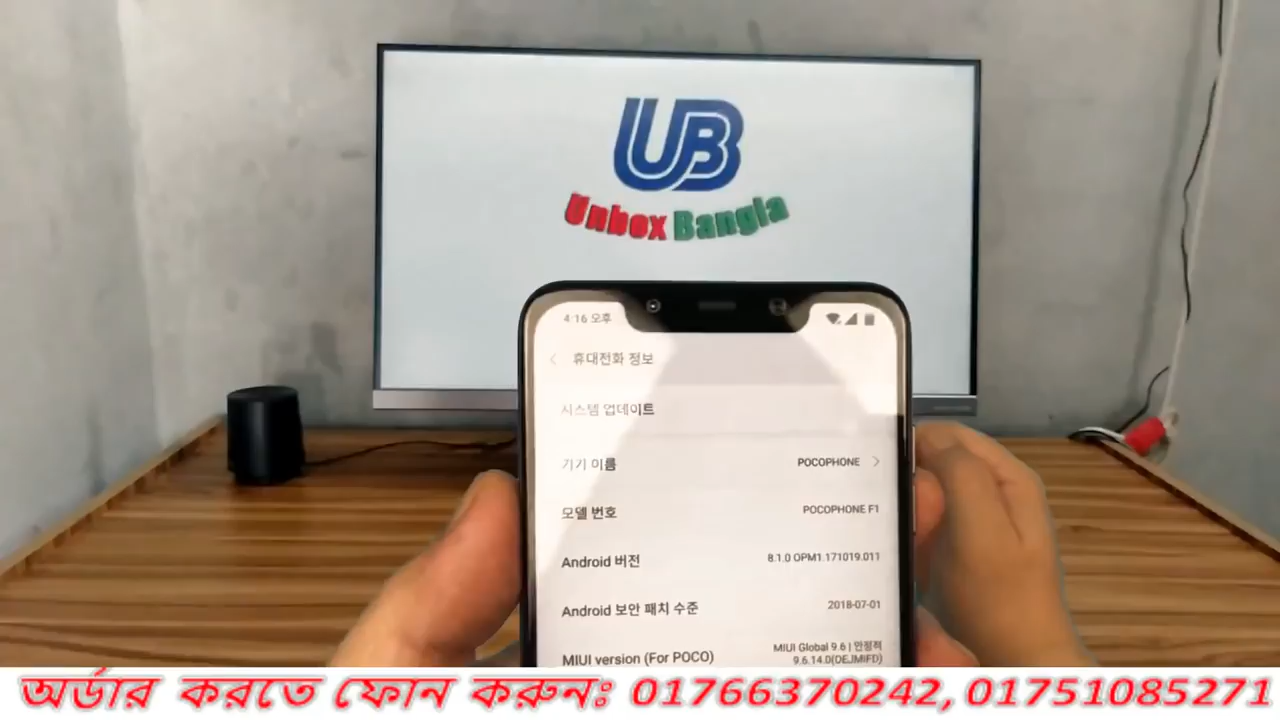 UB
Unbox Bangla
4:16 오후
휴대전화 정보
시스템 업데이트
기기 이름 POCOPHONE
모델 번호 POCOPHONE F1
Android 버전 8.1.0 OPM1.171019.011
Android 보안 패치 수준 2018-07-01
MIUI version (For POCO) MIUI Global 9.6 | 안정적
9.6.14.0(DEJMIFD)
অর্ডার করতে ফোন করুনঃ 01766370242, 01751085271